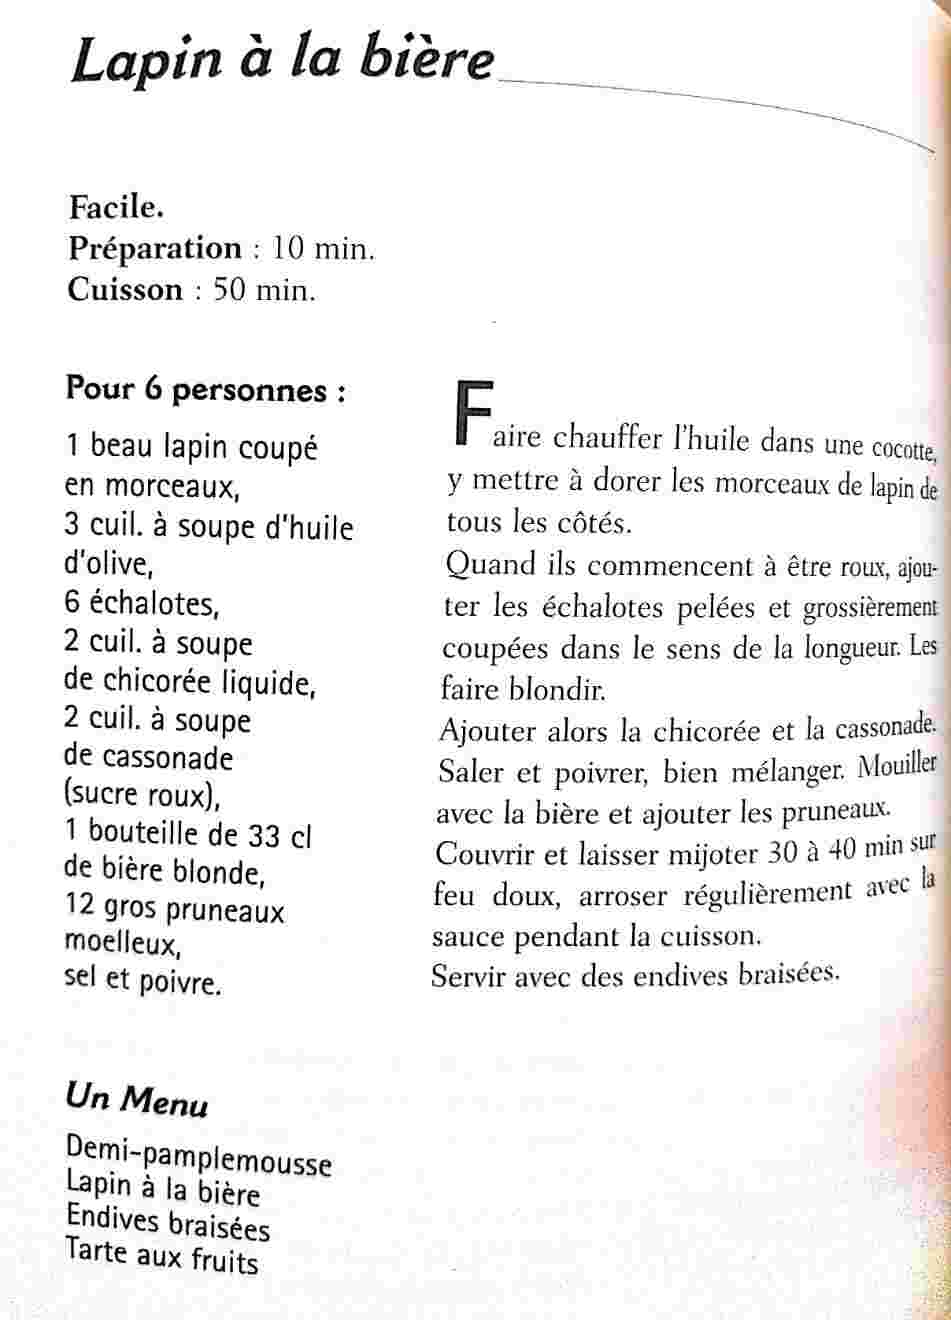 Lapin à la bière
Facile.
Préparation : 10 min.
Cuisson : 50 min.
Pour 6 personnes :
1 beau lapin coupé
en morceaux,
3 cuil. à soupe d'huile
d'olive,
6 échalotes,
2 cuil. à soupe
de chicorée liquide,
2 cuil. à soupe
de cassonade
(sucre roux),
1 bouteille de 33 cl
de bière blonde,
12 gros pruneaux
moelleux,
sel et poivre.
Faire chauffer l'huile dans une cocotte,
y mettre à dorer les morceaux de lapin de
tous les côtés.
Quand ils commencent à être roux, ajou-
ter les échalotes pelées et grossièrement
coupées dans le sens de la longueur. Les
faire blondir.
Ajouter alors la chicorée et la cassonade.
Saler et poivrer, bien mélanger. Mouiller
avec la bière et ajouter les pruneaux.
Couvrir et laisser mijoter 30 à 40 min sur
feu doux, arroser régulièrement avec la
sauce pendant la cuisson.
Servir avec des endives braisées.
Un Menu
Demi-pamplemousse
Lapin à la bière
Endives braisées
Tarte aux fruits